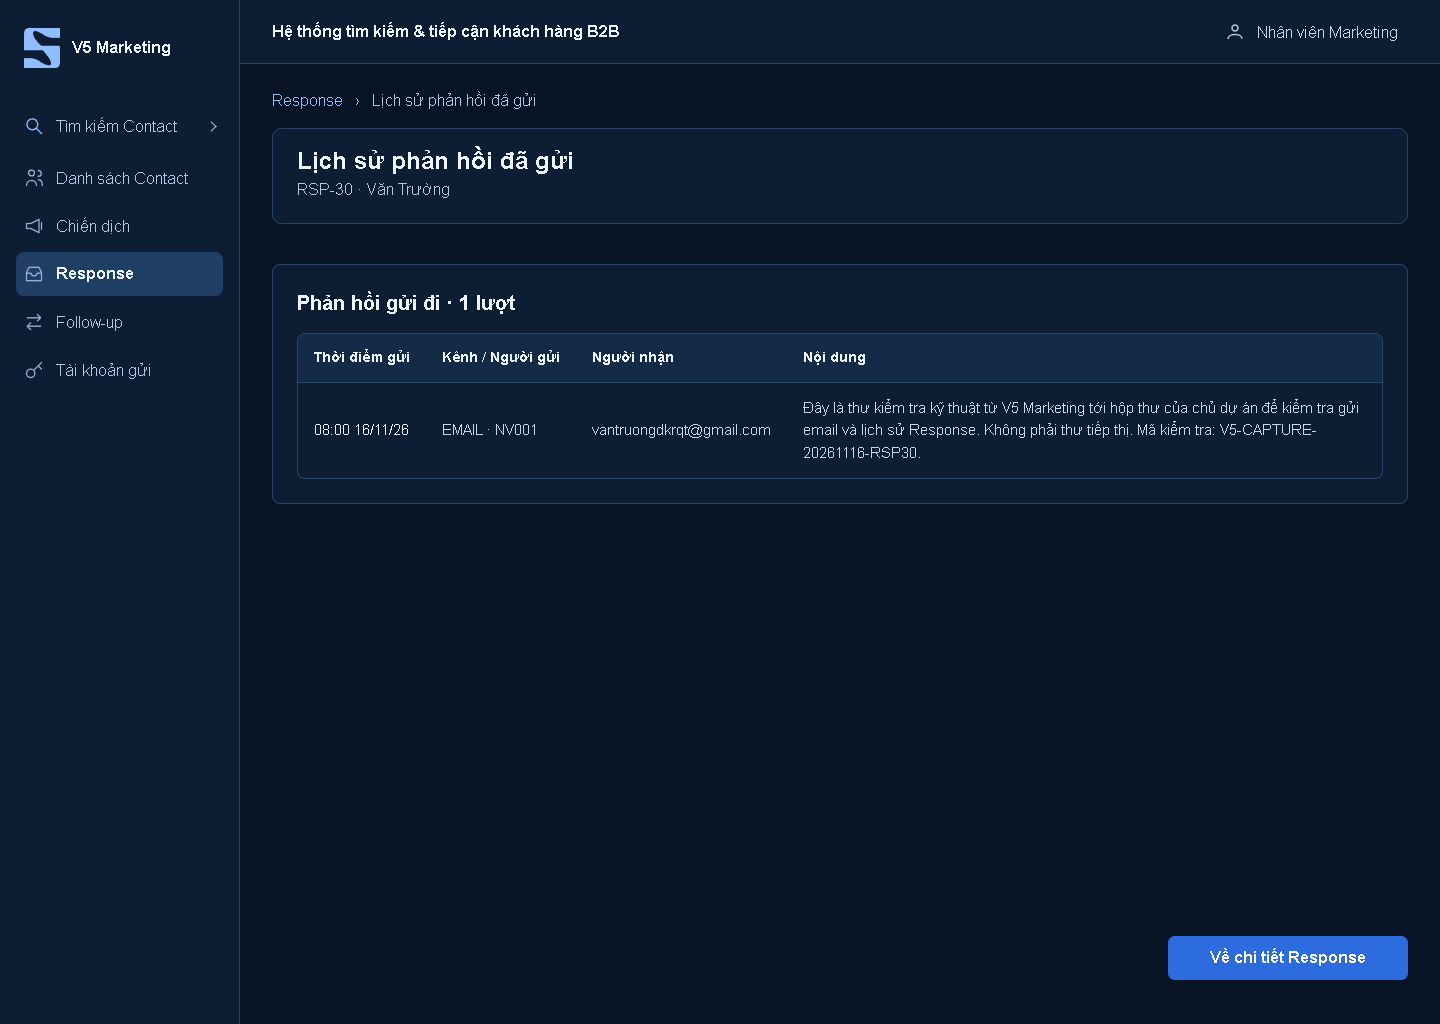 V5 Marketing
Hệ thống tìm kiếm & tiếp cận khách hàng B2B
Nhân viên Marketing
Tìm kiếm Contact
Danh sách Contact
Chiến dịch
Response
Follow-up
Tài khoản gửi
Response › Lịch sử phản hồi đã gửi
Lịch sử phản hồi đã gửi
RSP-30 · Văn Trường
Phản hồi gửi đi · 1 lượt
Thời điểm gửi Kênh / Người gửi Người nhận Nội dung
08:00 16/11/26 EMAIL · NV001 vantruongdkrqt@gmail.com
Đây là thư kiểm tra kỹ thuật từ V5 Marketing tới hộp thư của chủ dự án để kiểm tra gửi
email và lịch sử Response. Không phải thư tiếp thị. Mã kiểm tra: V5-CAPTURE-
20261116-RSP30.
Về chi tiết Response